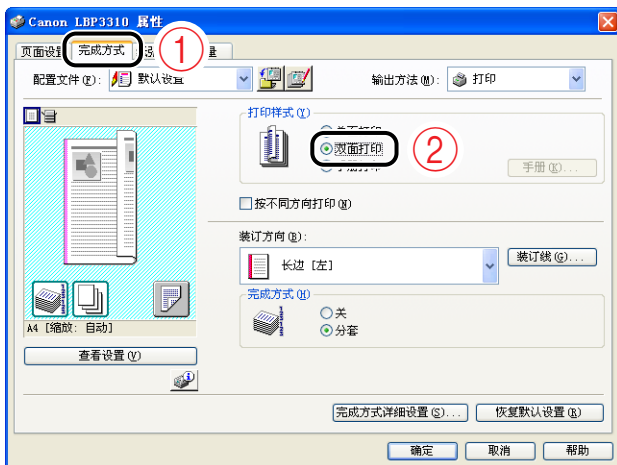 Canon LBP3310 属性
页面设 完成方式 量
①
配置文件(F): 默认设置 输出方法(M): 打印
打印样式(Y)
双面打印
②
手册(K)...
按不同方向打印(N)
装订方向(B):
长边 [左]
装订线(G)...
完成方式(H)
关
分套
A4 [缩放: 自动]
查看设置(V)
完成方式详细设置(S)... 恢复默认设置(R)
确定 取消 帮助